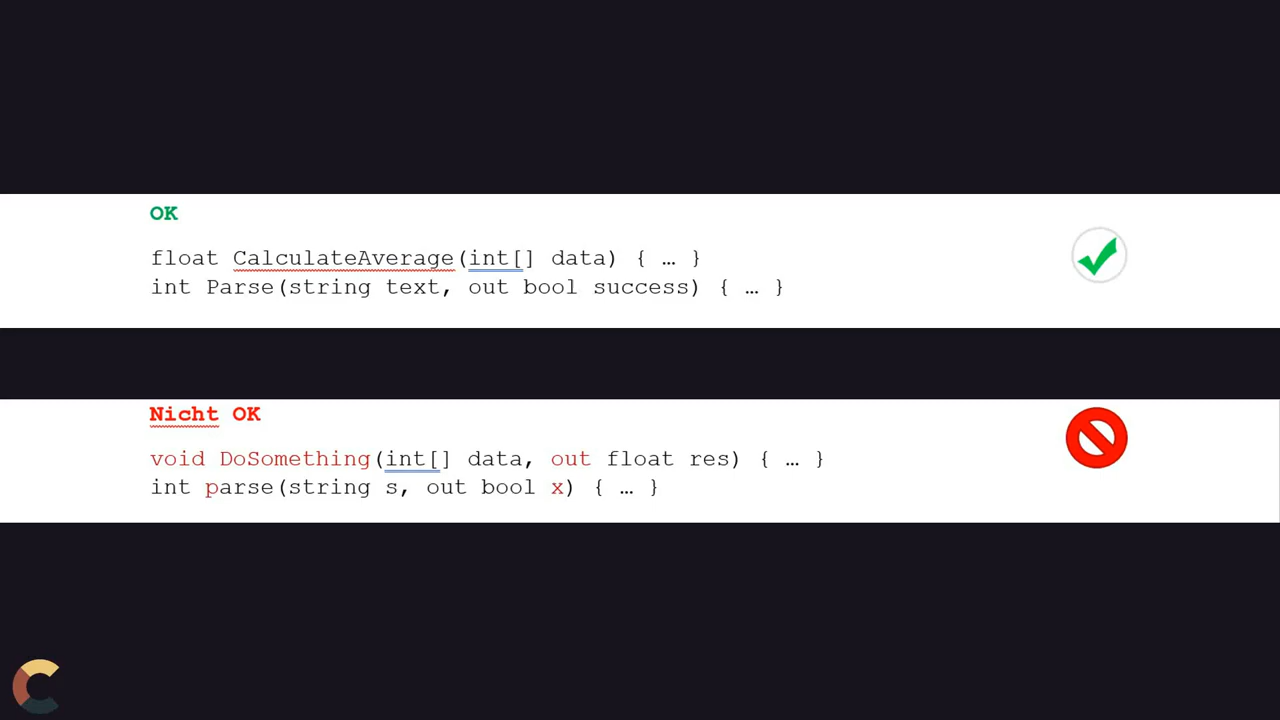 OK
float CalculateAverage(int[] data) { … }
int Parse(string text, out bool success) { … }
Nicht OK
void DoSomething(int[] data, out float res) { … }
int parse(string s, out bool x) { … }